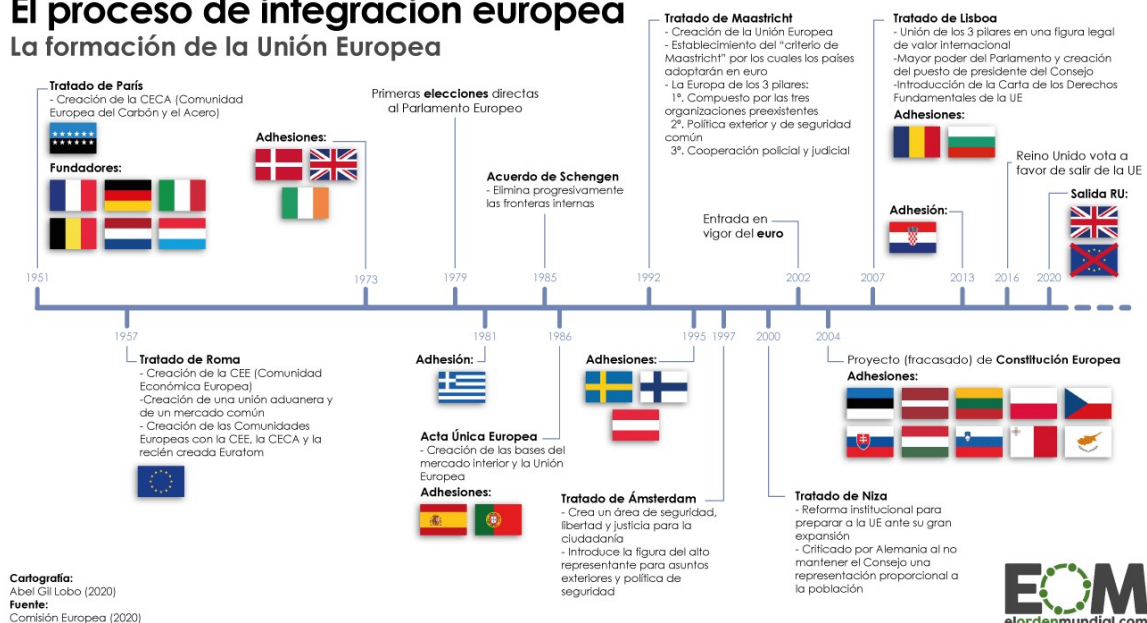 El proceso de integración europea
La formación de la Unión Europea
Tratado de París
- Creación de la CECA (Comunidad
Europea del Carbón y el Acero)
Fundadores:
Adhesiones:
Primeras elecciones directas
al Parlamento Europeo
Acuerdo de Schengen
- Elimina progresivamente
las fronteras internas
Tratado de Maastricht
- Creación de la Unión Europea
- Establecimiento del "criterio de
Maastricht" por los cuales los países
adoptarán en euro
- La Europa de los 3 pilares:
1º. Compuesto por las tres
organizaciones preexistentes
2º. Política exterior y de seguridad
común
3º. Cooperación policial y judicial
Entrada en
vigor del euro
Tratado de Lisboa
- Unión de los 3 pilares en una figura legal
de valor internacional
-Mayor poder del Parlamento y creación
del puesto de presidente del Consejo
-Introducción de la Carta de los Derechos
Fundamentales de la UE
Adhesiones:
Adhesión:
Reino Unido vota a
favor de salir de la UE
Salida RU:
1951
1973
1979
1985
1992
2002
2007
2013
2016
2020
1957
1981
1986
1995
1997
2000
2004
Tratado de Roma
- Creación de la CEE (Comunidad
Económica Europea)
-Creación de una unión aduanera y
de un mercado común
- Creación de las Comunidades
Europeas con la CEE, la CECA y la
recién creada Euratom
Adhesión:
Acta Única Europea
- Creación de las bases del
mercado interior y la Unión
Europea
Adhesiones:
Adhesiones:
Tratado de Ámsterdam
- Crea un área de seguridad,
libertad y justicia para la
ciudadanía
- Introduce la figura del alto
representante para asuntos
exteriores y política de
seguridad
Tratado de Niza
- Reforma institucional para
preparar a la UE ante su gran
expansión
- Criticado por Alemania al no
mantener el Consejo una
representación proporcional a
la población
Proyecto (fracasado) de Constitución Europea
Adhesiones:
Cartografía:
Abel Gil Lobo (2020)
Fuente:
Comisión Europea (2020)
EOM
elordenmundial.com